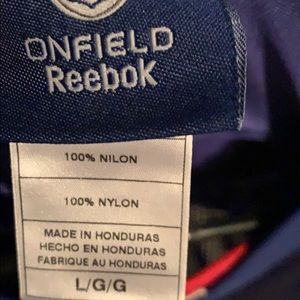 ONFIELD
Reebok
100% NILON
100% NYLON
MADE IN HONDURAS
HECHO EN HONDURAS
FABRIQUE AU HONDURAS
L/G/G